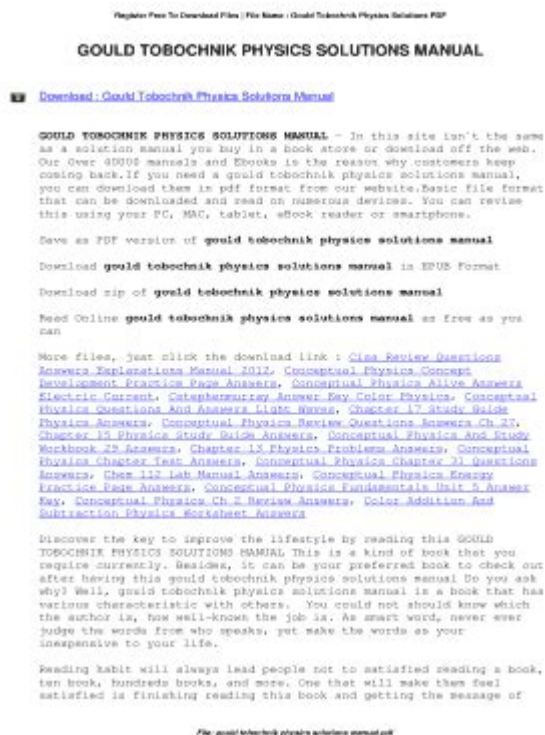 Register Free To Download Files | File Name : Gould Tobochnik Physics Solutions PDF
GOULD TOBOCHNIK PHYSICS SOLUTIONS MANUAL
Download : Gould Tobochnik Physics Solutions Manual
GOULD TOBOCHNIK PHYSICS SOLUTIONS MANUAL - In this site isn't the same
as a solution manual you buy in a book store or download off the web.
Our Over 40000 manuals and Ebooks is the reason why customers keep
coming back.If you need a gould tobochnik physics solutions manual,
you can download them in pdf format from our website.Basic file format
that can be downloaded and read on numerous devices. You can revise
this using your PC, MAC, tablet, eBook reader or smartphone.
Save as PDF version of gould tobochnik physics solutions manual
Download gould tobochnik physics solutions manual in EPUB Format
Download zip of gould tobochnik physics solutions manual
Read Online gould tobochnik physics solutions manual as free as you
can
More files, just click the download link : Cisa Review Questions
Answers Explanations Manual 2012, Conceptual Physics Concept
Development Practice Page Answers, Conceptual Physics Alive Answers
Electric Current, Cstephenmurray Answer Key Color Physics, Conceptual
Physics Questions And Answers Light Waves, Chapter 17 Study Guide
Physics Answers, Conceptual Physics Review Questions Answers Ch 27,
Chapter 15 Physics Study Guide Answers, Conceptual Physics And Study
Workbook 29 Answers, Chapter 13 Physics Problems Answers, Conceptual
Physics Chapter Test Answers, Conceptual Physics Chapter 31 Questions
Answers, Chem 112 Lab Manual Answers, Conceptual Physics Energy
Practice Page Answers, Conceptual Physics Fundamentals Unit 5 Answer
Key, Conceptual Physics Ch 2 Review Answers, Color Addition And
Subtraction Physics Worksheet Answers
Discover the key to improve the lifestyle by reading this GOULD
TOBOCHNIK PHYSICS SOLUTIONS MANUAL This is a kind of book that you
require currently. Besides, it can be your preferred book to check out
after having this gould tobochnik physics solutions manual Do you ask
why? Well, gould tobochnik physics solutions manual is a book that has
various characteristic with others. You could not should know which
the author is, how well-known the job is. As smart word, never ever
judge the words from who speaks, yet make the words as your
inexpensive to your life.
Reading habit will always lead people not to satisfied reading a book,
ten book, hundreds books, and more. One that will make them feel
satisfied is finishing reading this book and getting the message of
File: gould tobochnik physics solutions manual.pdf